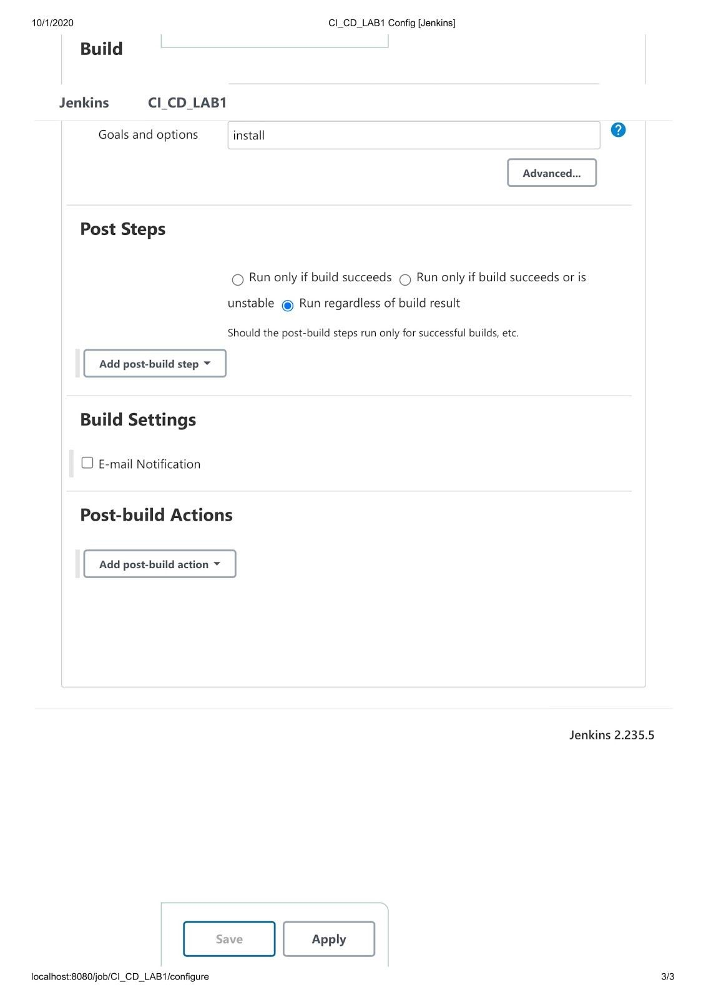 10/1/2020 CI_CD_LAB1 Config [Jenkins]
Build
Jenkins CI_CD_LAB1
Goals and options install ?
Advanced...
Post Steps
Run only if build succeeds Run only if build succeeds or is
unstable Run regardless of build result
Should the post-build steps run only for successful builds, etc.
Add post-build step
Build Settings
E-mail Notification
Post-build Actions
Add post-build action
Jenkins 2.235.5
Save Apply
localhost:8080/job/CI_CD_LAB1/configure 3/3